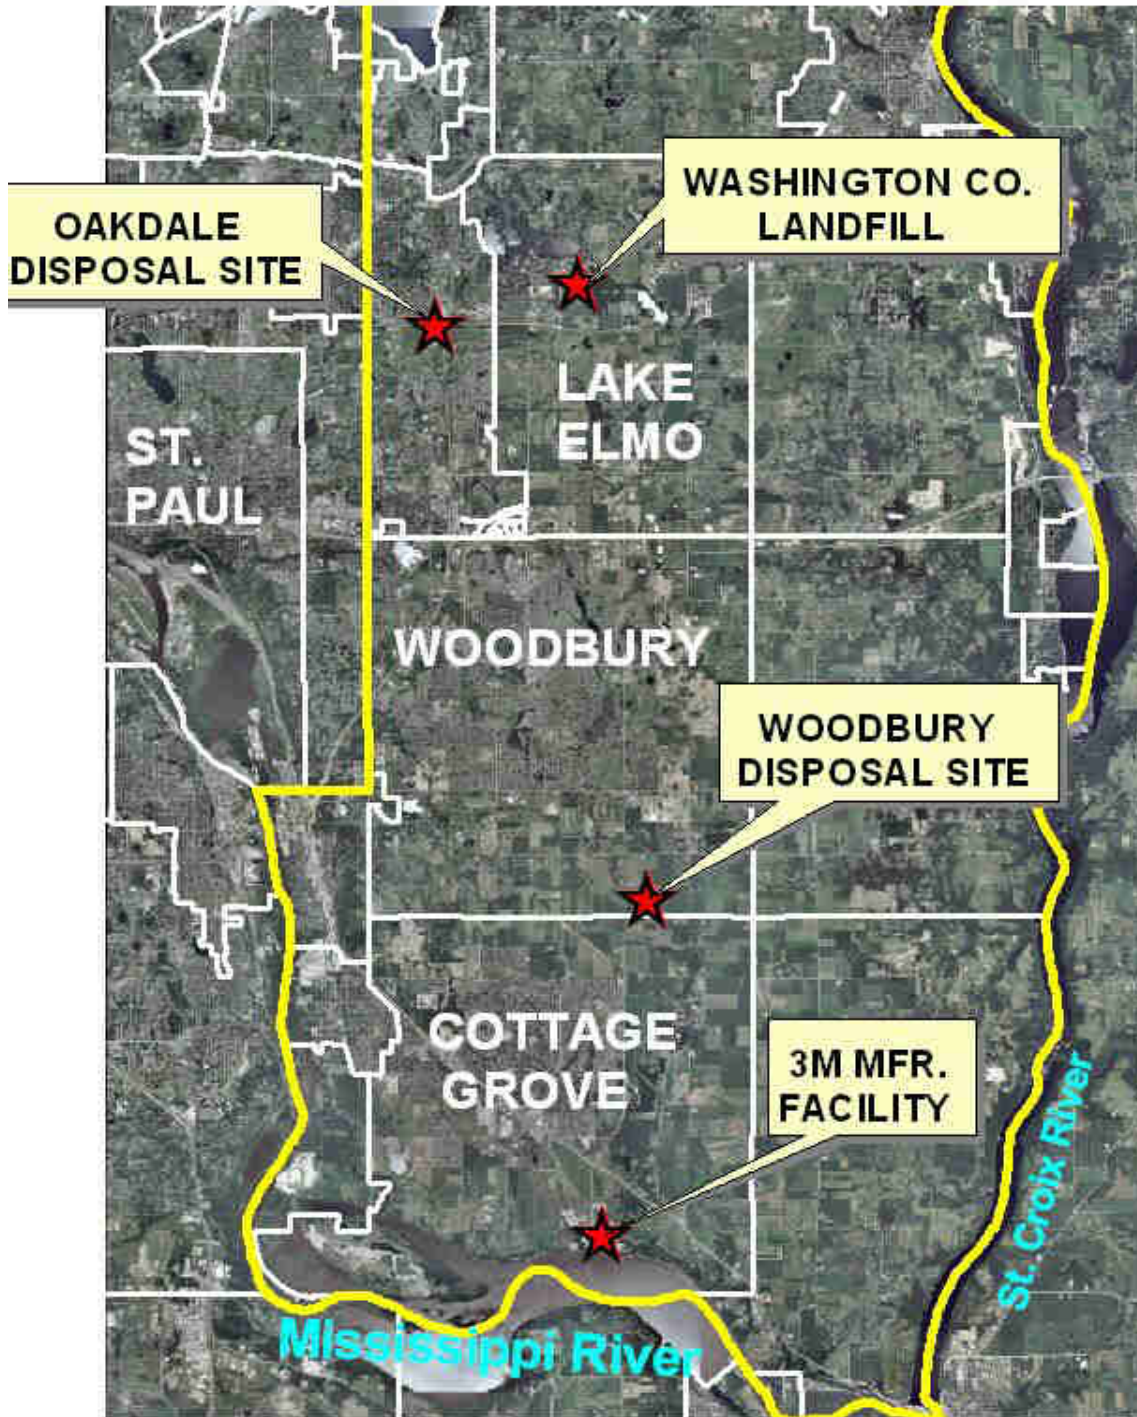 WASHINGTON CO.
LANDFILL
OAKDALE
DISPOSAL SITE
LAKE
ELMO
ST.
PAUL
WOODBURY
WOODBURY
DISPOSAL SITE
COTTAGE
GROVE
3M MFR.
FACILITY
St. Croix River
Mississippi River